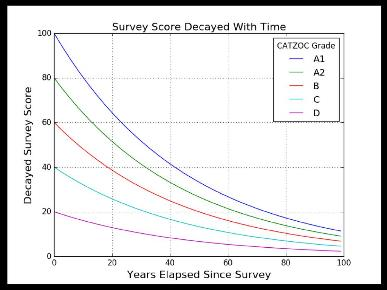 Survey Score Decayed With Time
CATZOC Grade
A1
A2
B
C
D
100
80
60
40
20
0
Decayed Survey Score
0 20 40 60 80 100
Years Elapsed Since Survey